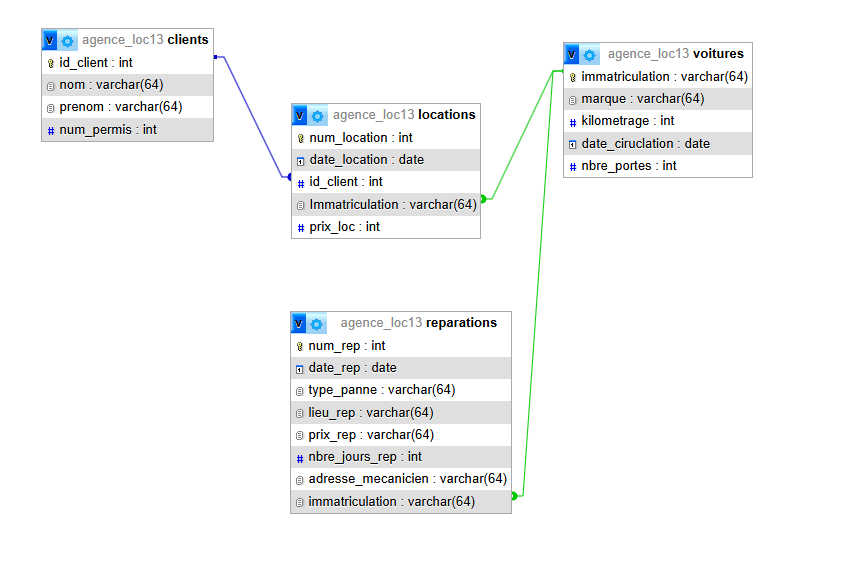 agence_loc13 clients
id_client : int
nom : varchar(64)
prenom : varchar(64)
num_permis : int
agence_loc13 locations
num_location : int
date_location : date
id_client : int
Immatriculation : varchar(64)
prix_loc : int
agence_loc13 voitures
immatriculation : varchar(64)
marque : varchar(64)
kilometrage : int
date_ciruclation : date
nbre_portes : int
agence_loc13 reparations
num_rep : int
date_rep : date
type_panne : varchar(64)
lieu_rep : varchar(64)
prix_rep : varchar(64)
nbre_jours_rep : int
adresse_mecanicien : varchar(64)
immatriculation : varchar(64)